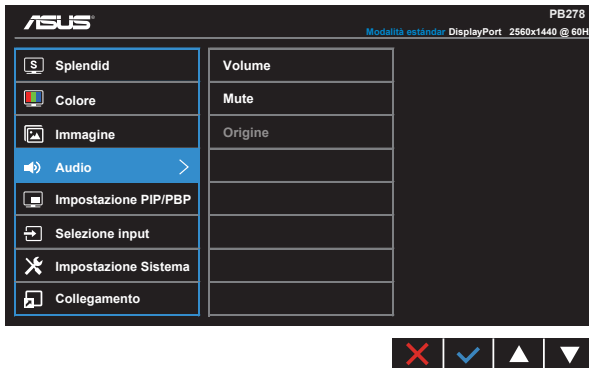 ASUS
PB278
Modalità estándar DisplayPort 2560x1440 @ 60H
S Splendid
Colore
Immagine
Audio
Impostazione PIP/PBP
Selezione input
Impostazione Sistema
Collegamento
Volume
Mute
Origine